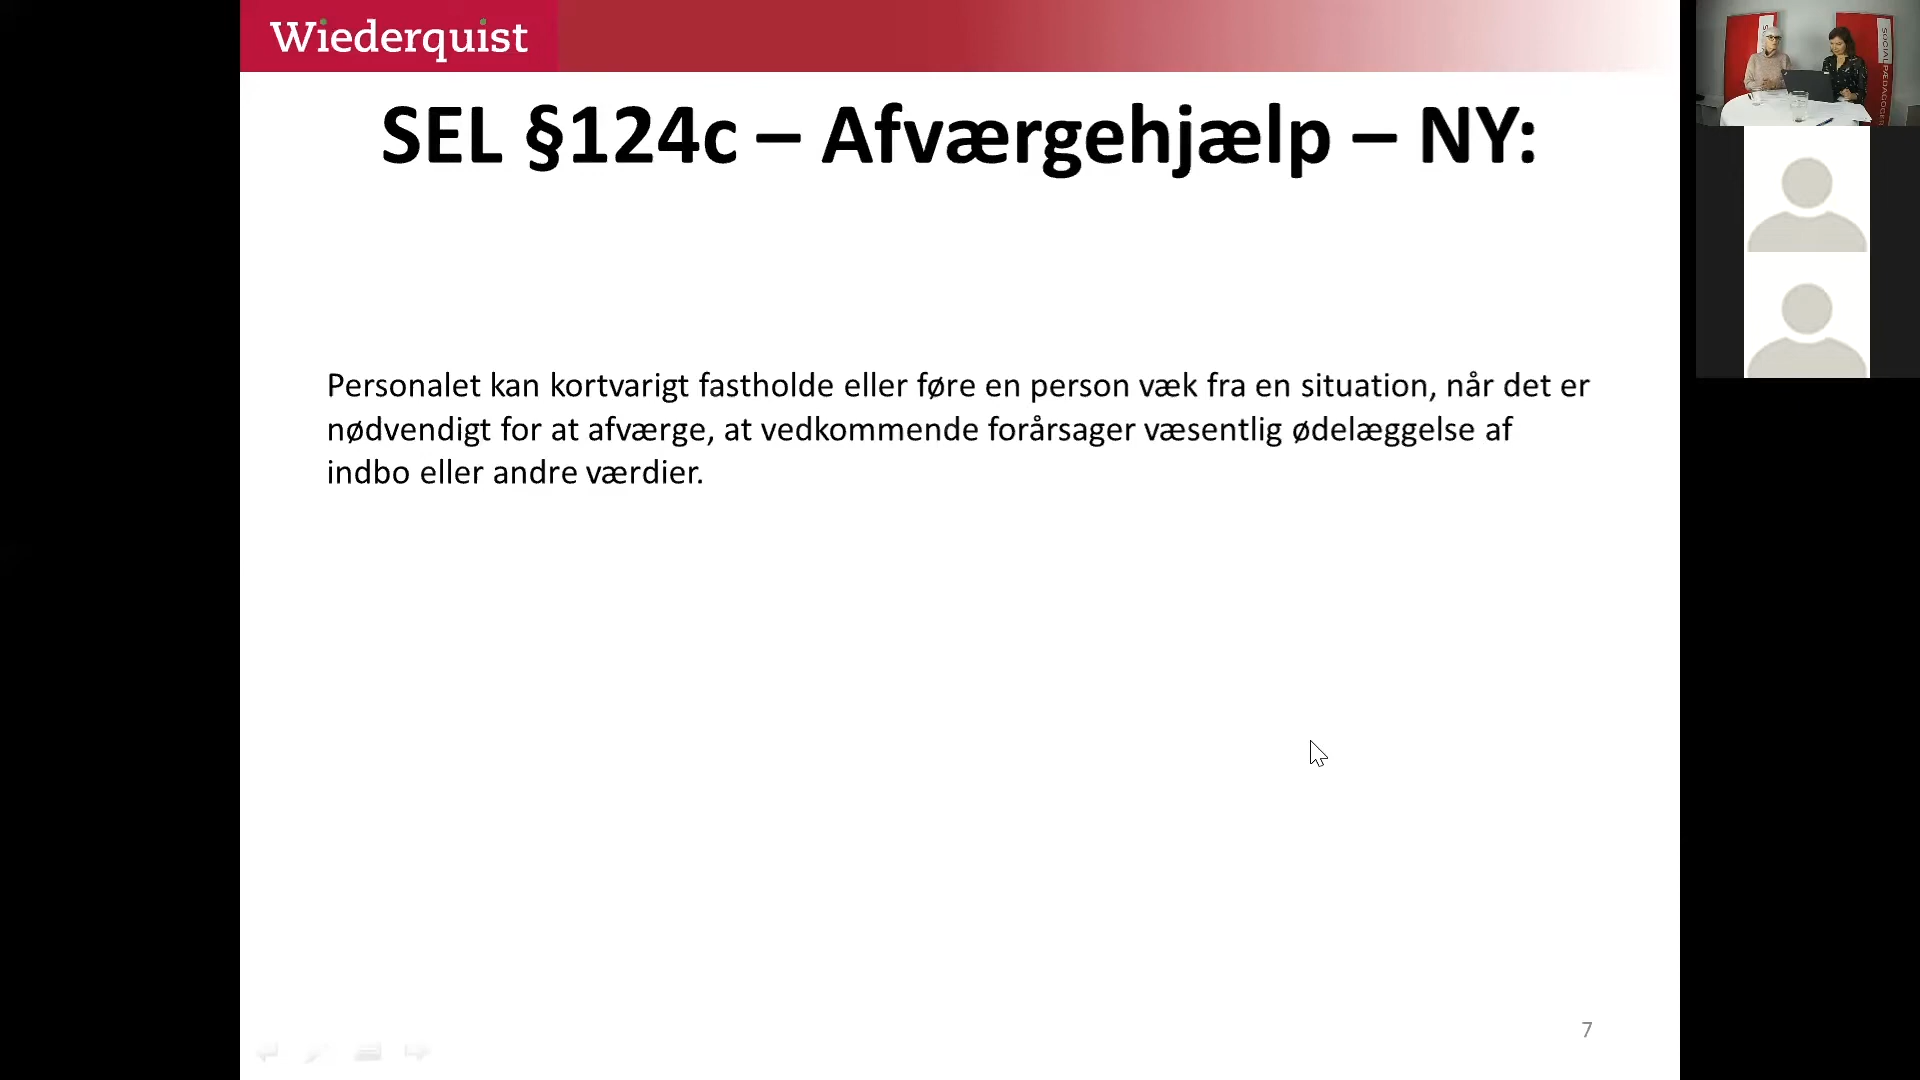 Wiederquist
SEL §124c – Afværgehjælp – NY:
Personalet kan kortvarigt fastholde eller føre en person væk fra en situation, når det er
nødvendigt for at afværge, at vedkommende forårsager væsentlig ødelæggelse af
indbo eller andre værdier.
7
SOCIALPÆDAGOGER